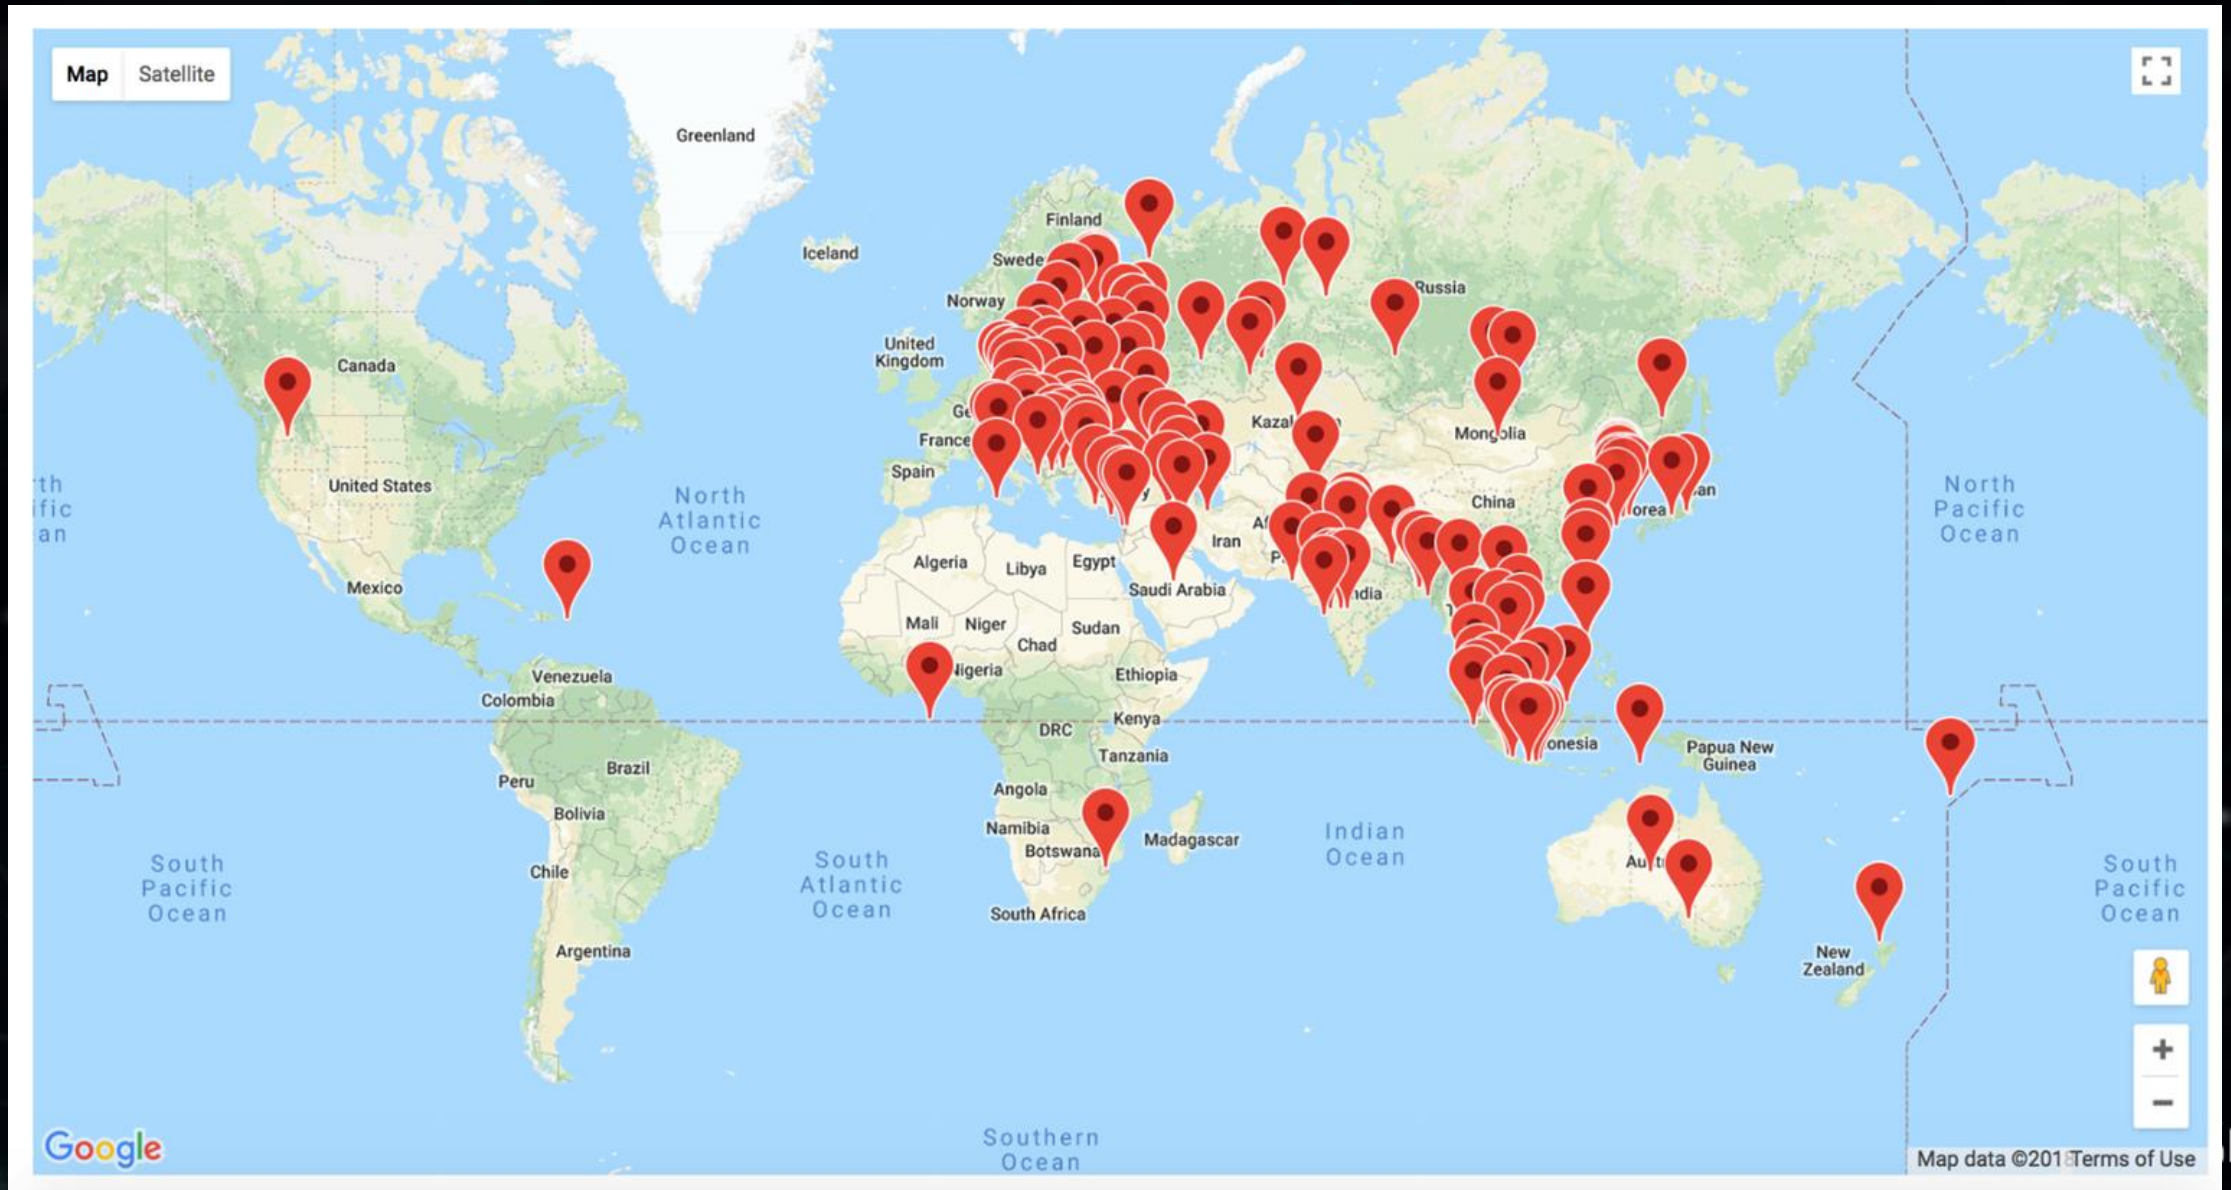 Map Satellite
Greenland
Finland
Iceland
Swede
Russia
Norway
United
Kingdom
Canada
Ge
Kazal
Mongolia
France
Spain
United States
North
Atlantic
Ocean
th
ific
an
China
an
North
Pacific
Ocean
orea
Af
Iran
Algeria
Libya
Egypt
P
Mexico
Saudi Arabia
ndia
Mali
Niger
Chad
Sudan
Nigeria
Ethiopia
Venezuela
Colombia
Kenya
DRC
onesia
Papua New
Guinea
Tanzania
Brazil
Peru
Angola
Bolivia
Namibia
Madagascar
Indian
Ocean
Botswana
South
Pacific
Ocean
Chile
South
Atlantic
Ocean
South
Pacific
Ocean
South Africa
Argentina
New
Zealand
Southern
Ocean
Google
Map data ©2018 Terms of Use